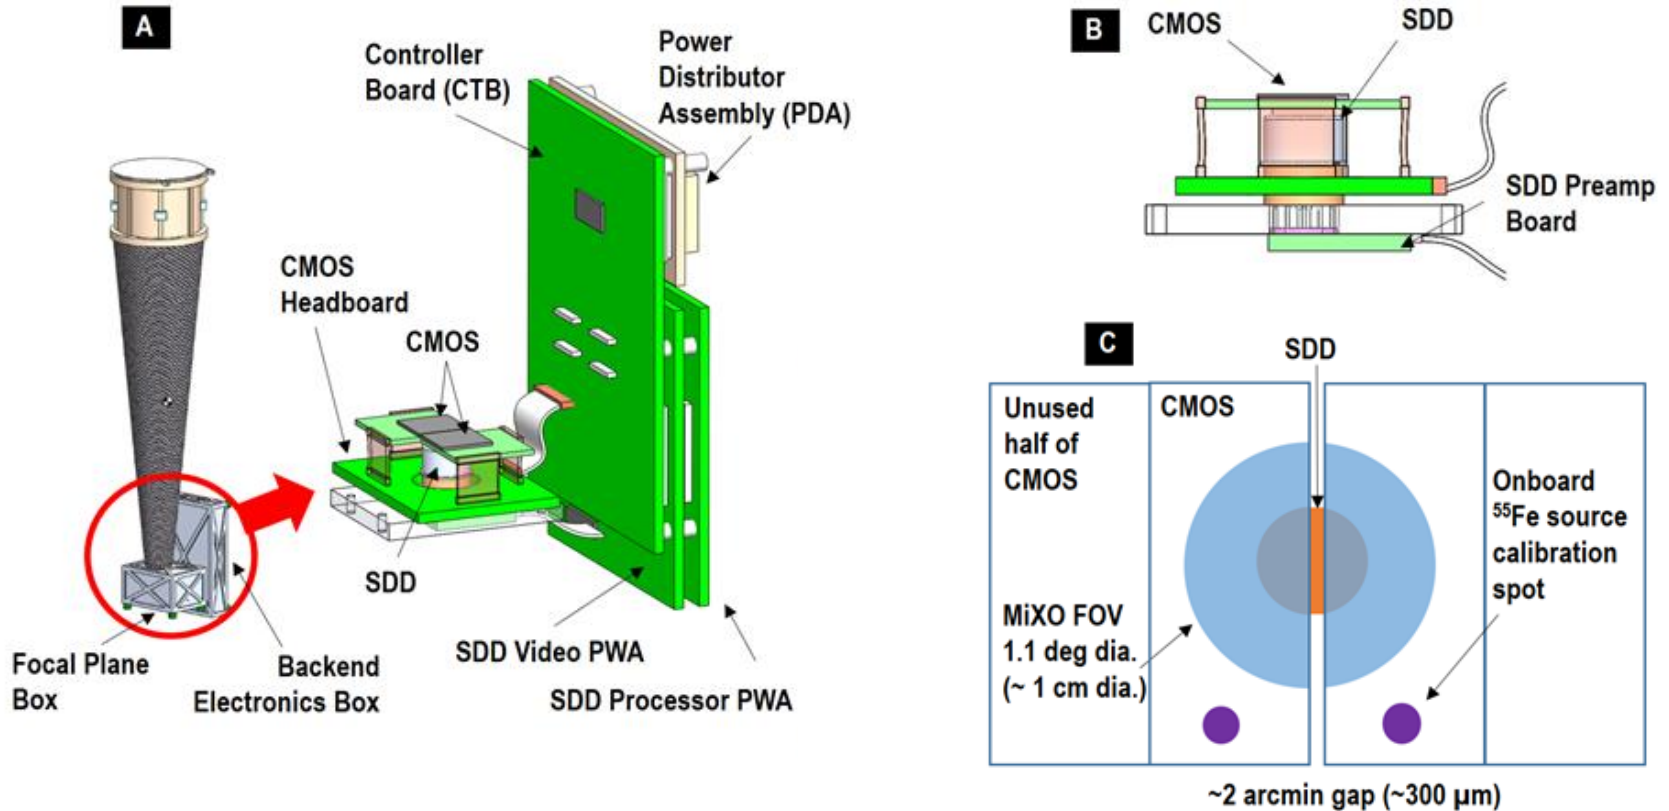 A
Controller
Board (CTB)
Power
Distributor
Assembly (PDA)
CMOS
Headboard
CMOS
SDD
Focal Plane
Box
Backend
Electronics Box
SDD Video PWA
SDD Processor PWA
B
CMOS
SDD
SDD Preamp
Board
C
SDD
Unused
half of
CMOS
CMOS
Onboard
⁵⁵Fe source
calibration
spot
MiXO FOV
1.1 deg dia.
(~ 1 cm dia.)
~2 arcmin gap (~300 µm)